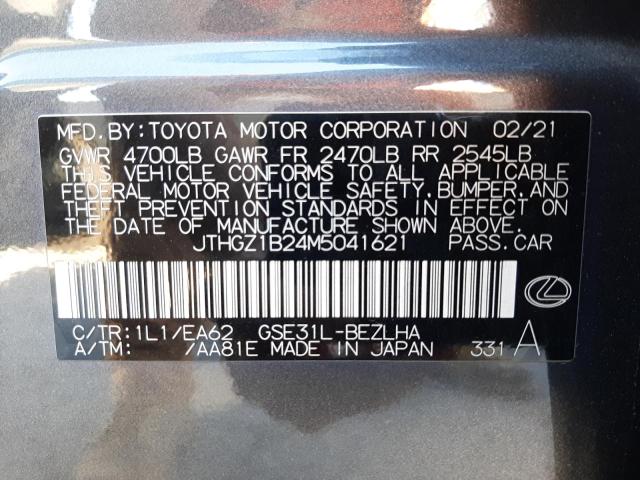 MFD.BY:TOYOTA MOTOR CORPORATION 02/21
GVWR 4700LB GAWR FR 2470LB RR 2545LB
THIS VEHICLE CONFORMS TO ALL APPLICABLE
FEDERAL MOTOR VEHICLE SAFETY,BUMPER,AND
THEFT PREVENTION STANDARDS IN EFFECT ON
THE DATE OF MANUFACTURE SHOWN ABOVE.
JTHGZ1B24M5041621 PASS.CAR
C/TR:1L1/EA62 GSE31L-BEZLHA
A/TM: /AA81E MADE IN JAPAN 331 A